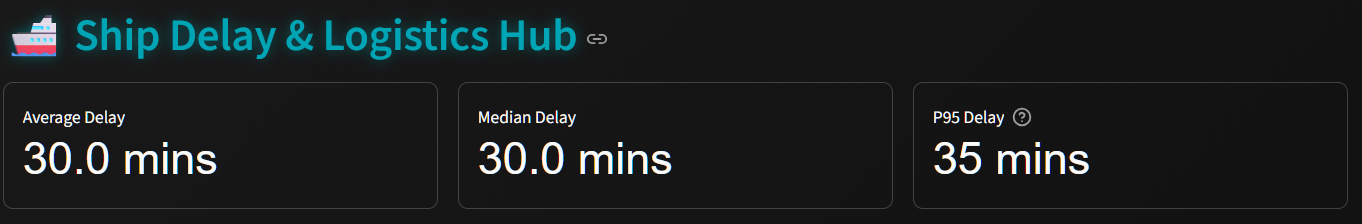 Ship Delay & Logistics Hub
Average Delay
30.0 mins
Median Delay
30.0 mins
P95 Delay
35 mins